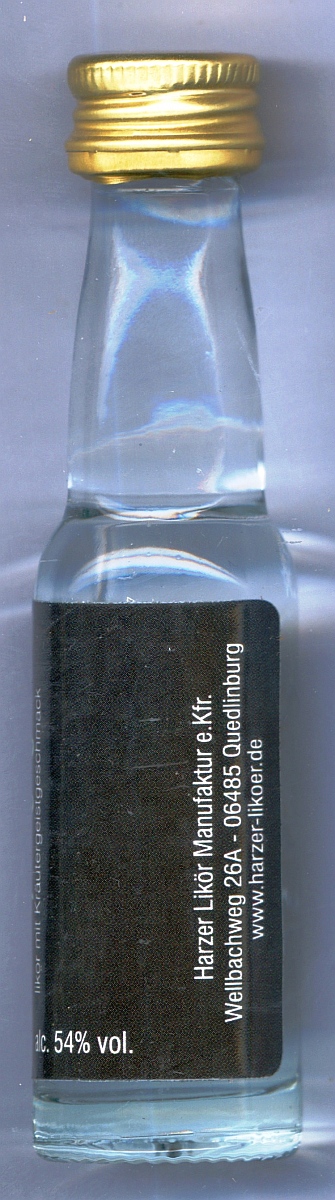 likör mit Kräutergeistgeschmack
alc. 54% vol.
Harzer Likör Manufaktur e.Kfr.
Wellbachweg 26A - 06485 Quedlinburg
www.harzer-likoer.de